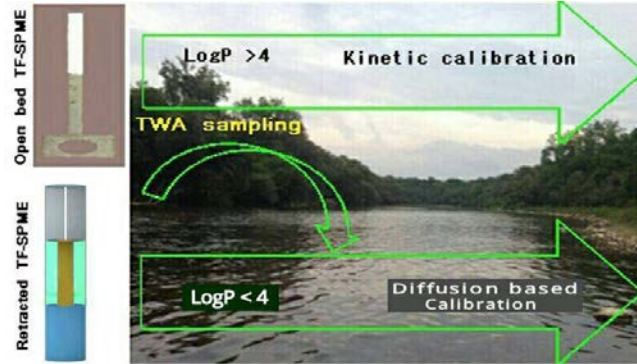 Open bed TF-SPME
LogP >4
Kinetic calibration
TWA sampling
Retracted TF-SPME
LogP < 4
Diffusion based
Calibration